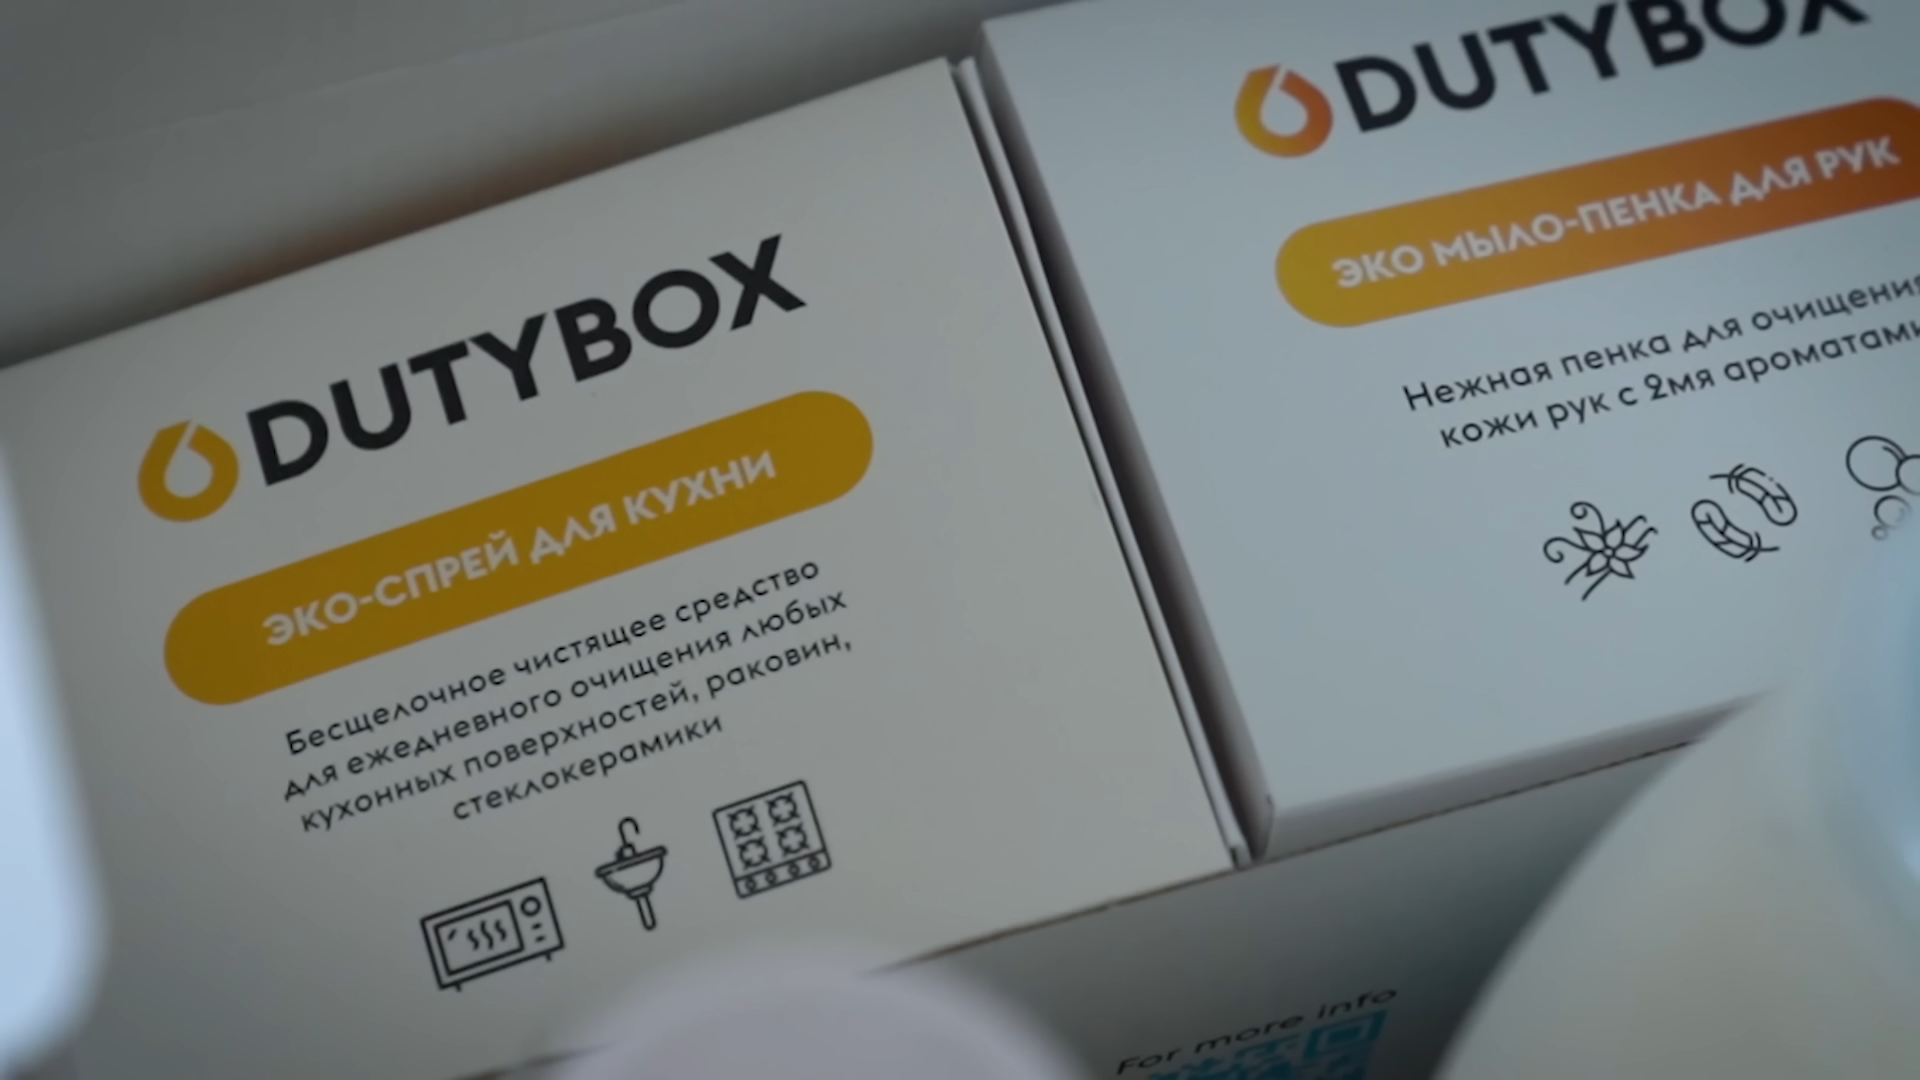 DUTYBOX
ЭКО-СПРЕЙ ДЛЯ КУХНИ
Бесщелочное чистящее средство
для ежедневного очищения любых
кухонных поверхностей, раковин,
стеклокерамики
DUTYBOX
ЭКО МЫЛО-ПЕНКА ДЛЯ РУК
Нежная пенка для очищения
кожи рук с 2мя ароматами
For more info